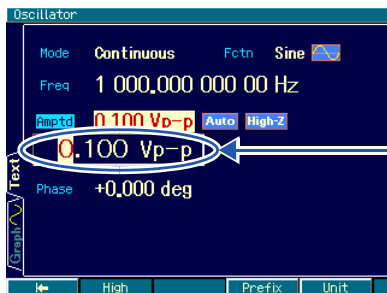 Oscillator
Mode Continuous Fctn Sine
Freq 1 000.000 000 00 Hz
Amptd 0.100 Vp-p Auto High-Z
0.100 Vp-p
Text
Phase +0.000 deg
Graph
High Prefix Unit